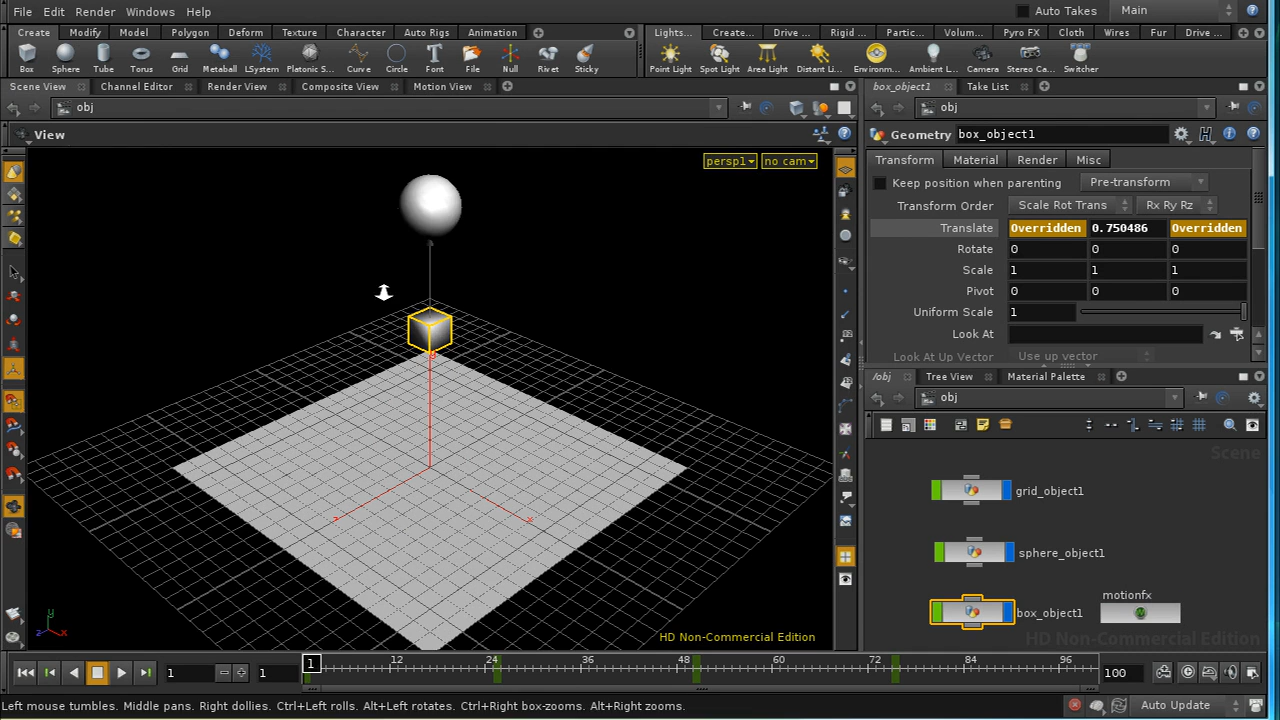 File Edit Render Windows Help Auto Takes Main
Create Modify Model Polygon Deform Texture Character Auto Rigs Animation Lights... Create... Drive ... Rigid ... Partic... Volum... Pyro FX Cloth Wires Fur Drive ...
Box Sphere Tube Torus Grid Metaball LSystem Platonic S... Curve Circle Font File Null Rivet Sticky Point Light Spot Light Area Light Distant L... Environm... Ambient L... Camera Stereo Ca... Switcher
Scene View Channel Editor Render View Composite View Motion View box_object1 Take List
obj obj
View Geometry box_object1
persp1 no cam Transform Material Render Misc
Keep position when parenting Pre-transform
Transform Order Scale Rot Trans Rx Ry Rz
Translate Overridden 0.750486 Overridden
Rotate 0 0 0
Scale 1 1 1
Pivot 0 0 0
Uniform Scale 1
Look At
Look At Up Vector Use up vector
/obj Tree View Material Palette
obj
Scene
grid_object1
sphere_object1
motionfx
box_object1
y
z x
HD Non-Commercial Edition HD Non-Commercial Edition
1 1 1 12 24 36 48 60 72 84 96 100
Left mouse tumbles. Middle pans. Right dollies. Ctrl+Left rolls. Alt+Left rotates. Ctrl+Right box-zooms. Alt+Right zooms. Auto Update